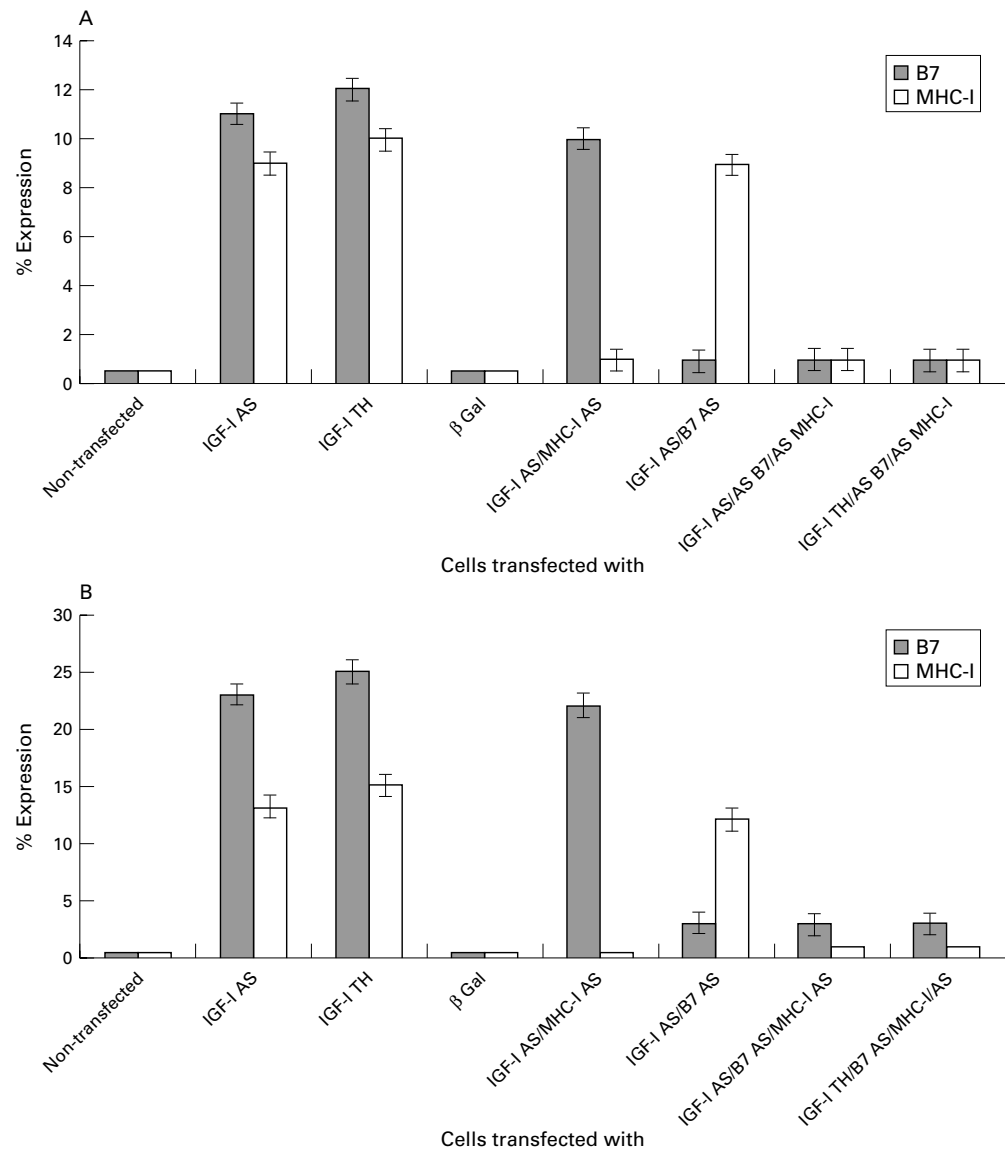 A
14
12
10
8
6
4
2
0
% Expression
B7
MHC-I
Non-transfected
IGF-I AS
IGF-I TH
β Gal
IGF-I AS/MHC-I AS
IGF-I AS/B7 AS
IGF-I AS/AS B7/AS MHC-I
IGF-I TH/AS B7/AS MHC-I
Cells transfected with
B
30
25
20
15
10
5
0
% Expression
B7
MHC-I
Non-transfected
IGF-I AS
IGF-I TH
β Gal
IGF-I AS/MHC-I AS
IGF-I AS/B7 AS
IGF-I AS/B7 AS/MHC-I AS
IGF-I TH/B7 AS/MHC-I/AS
Cells transfected with